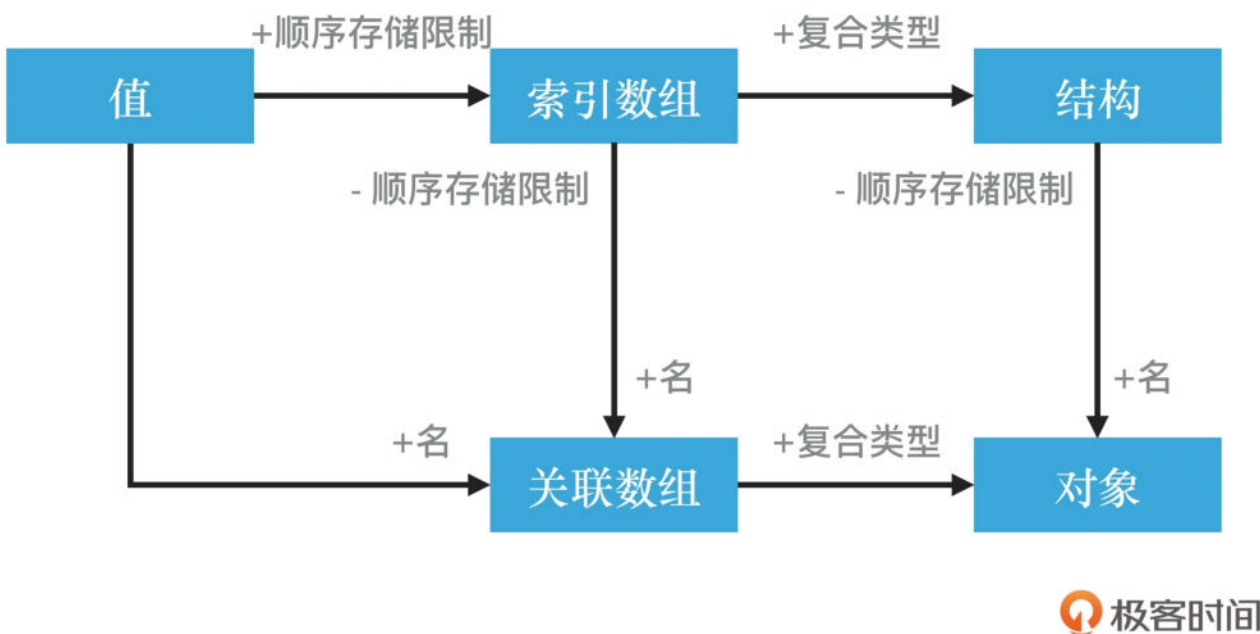 +顺序存储限制
+复合类型
值
索引数组
结构
- 顺序存储限制
- 顺序存储限制
+名
+名
+名
+复合类型
关联数组
对象
极客时间